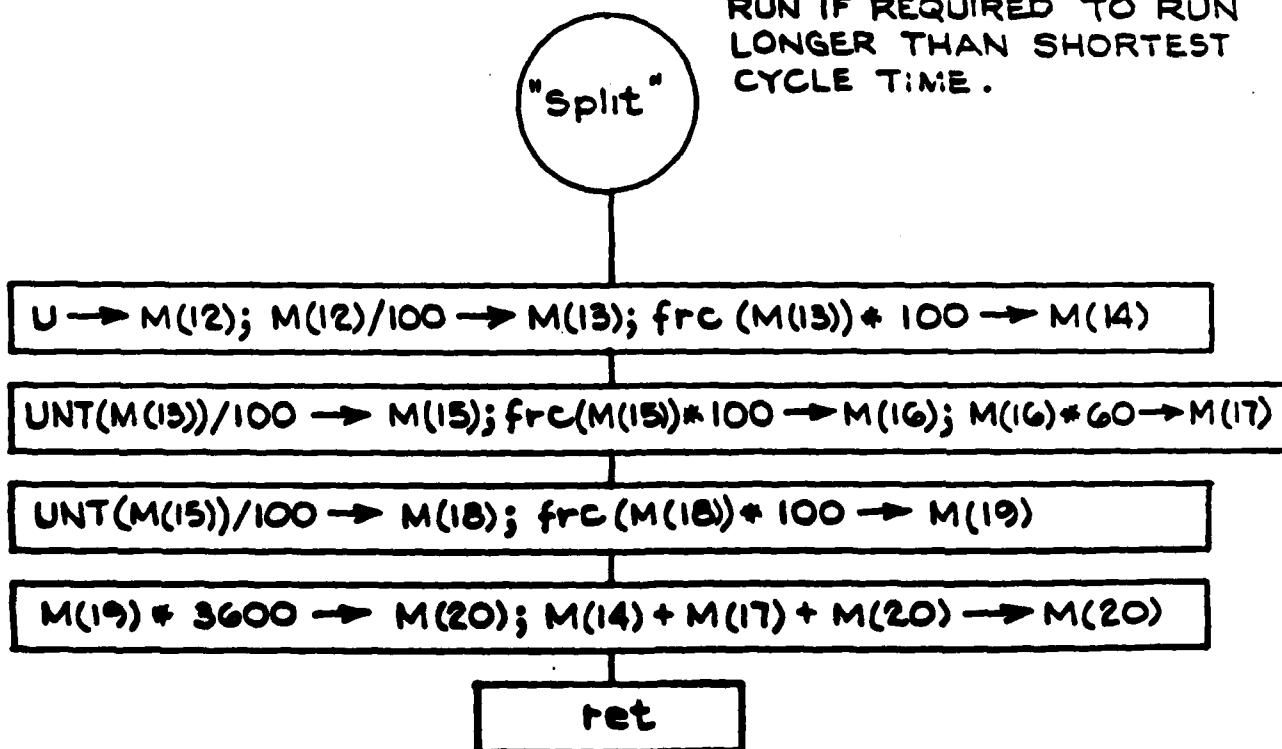 RUN IF REQUIRED TO RUN
LONGER THAN SHORTEST
CYCLE TIME.
"Split"
U → M(12); M(12)/100 → M(13); frc (M(13)) * 100 → M(14)
UNT(M(13))/100 → M(15); frc(M(15))* 100 → M(16); M(16)*60 → M(17)
UNT(M(15))/100 → M(18); frc(M(18))* 100 → M(19)
M(19) * 3600 → M(20); M(14) + M(17) + M(20) → M(20)
ret